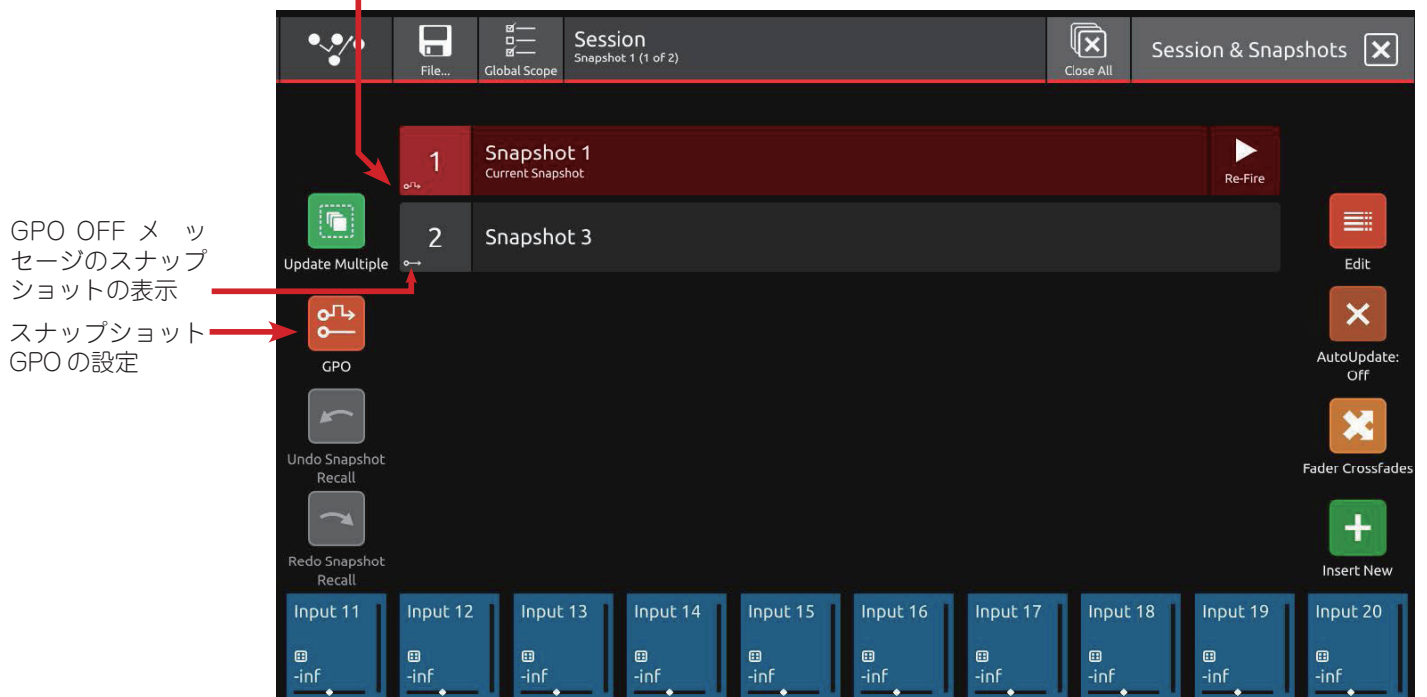 File...
Global Scope
Session
Snapshot 1 (1 of 2)
Close All
Session & Snapshots
1
Snapshot 1
Current Snapshot
Re-Fire
2
Snapshot 3
GPO OFF メ ッ
セージのスナップ
ショットの表示
スナップショット
GPO の設定
Update Multiple
GPO
Undo Snapshot
Recall
Redo Snapshot
Recall
Edit
AutoUpdate:
Off
Fader Crossfades
Insert New
Input 11
-inf
Input 12
-inf
Input 13
-inf
Input 14
-inf
Input 15
-inf
Input 16
-inf
Input 17
-inf
Input 18
-inf
Input 19
-inf
Input 20
-inf